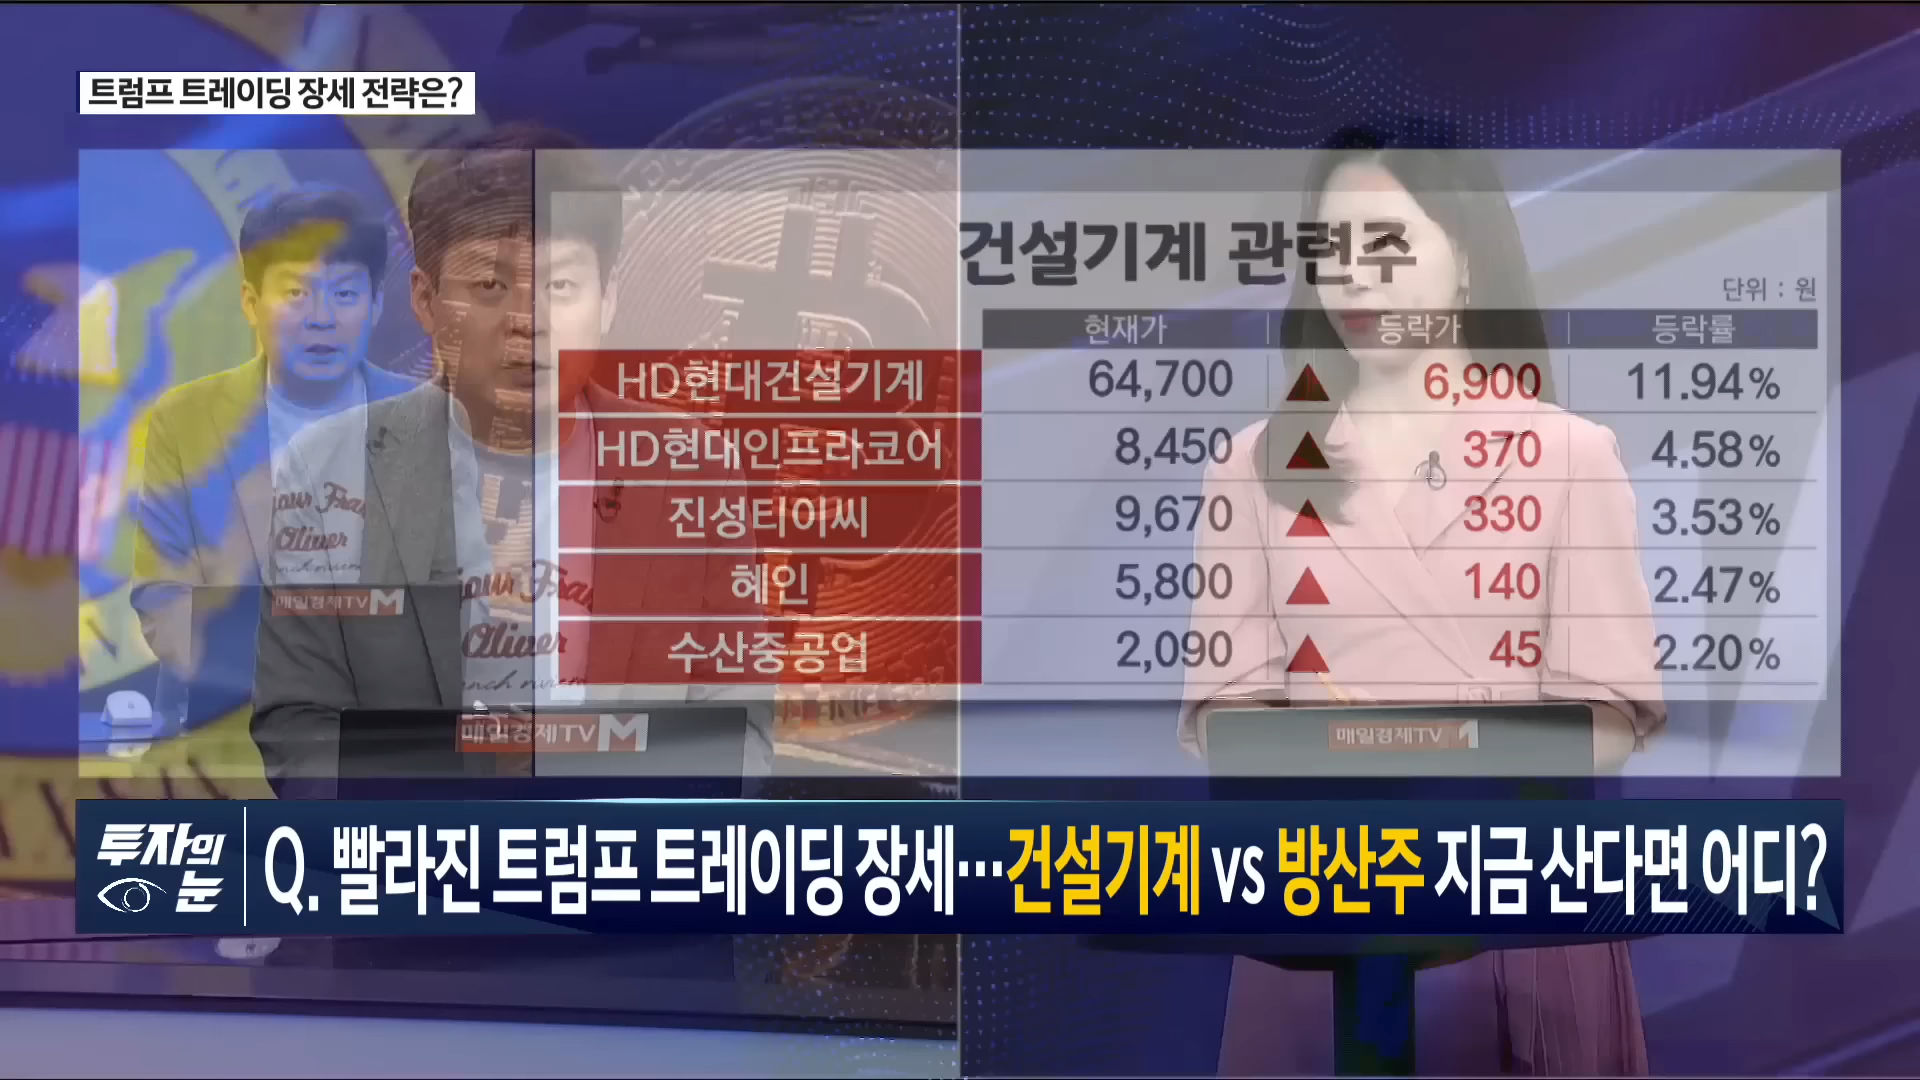 트럼프 트레이딩 장세 전략은?
건설기계 관련주
단위 : 원
현재가 등락가 등락률
HD현대건설기계 64,700 ▲ 6,900 11.94%
HD현대인프라코어 8,450 ▲ 370 4.58%
진성티이씨 9,670 ▲ 330 3.53%
혜인 5,800 ▲ 140 2.47%
수산중공업 2,090 ▲ 45 2.20%
Oliver
매일경제TV M
Oliver
매일경제TV M
매일경제TV
투자의 눈
Q. 빨라진 트럼프 트레이딩 장세…건설기계 vs 방산주 지금 산다면 어디?